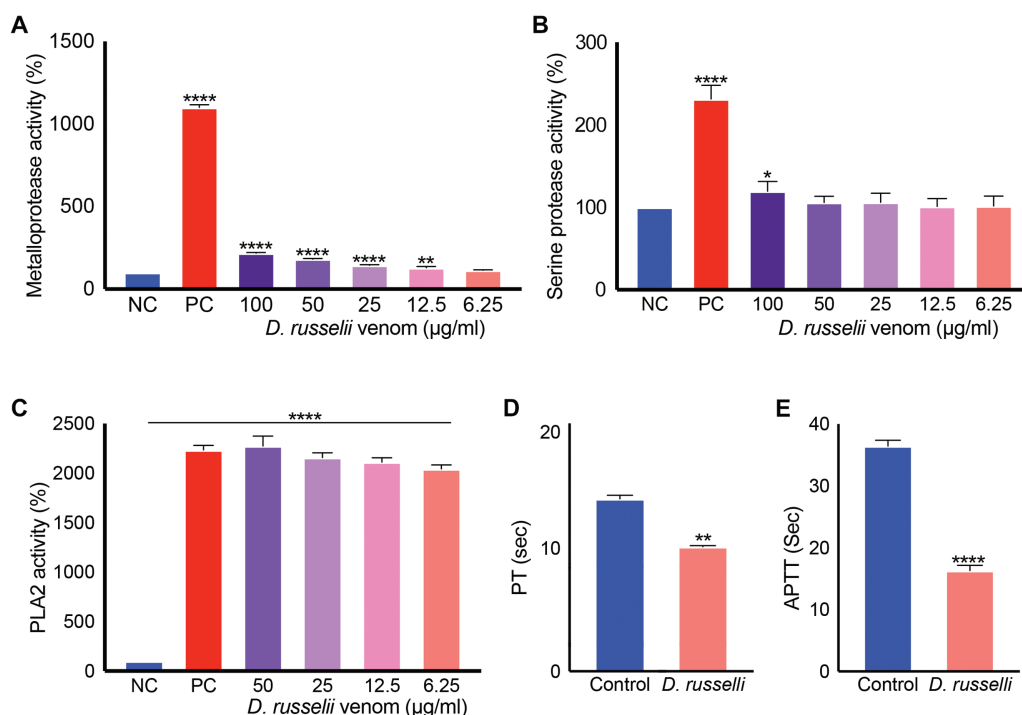 A
Metalloprotease activity (%)
1500
1000
500
0
****
****
****
****
**
NC PC 100 50 25 12.5 6.25
D. russelii venom (µg/ml)
B
Serine protease acitivity (%)
300
200
100
0
****
*
NC PC 100 50 25 12.5 6.25
D. russelii venom (µg/ml)
C
PLA2 activity (%)
2500
2000
1500
1000
500
0
****
NC PC 50 25 12.5 6.25
D. russelii venom (µg/ml)
D
PT (sec)
20
10
0
**
Control D. russelli
E
APTT (Sec)
40
30
20
10
0
****
Control D. russelli